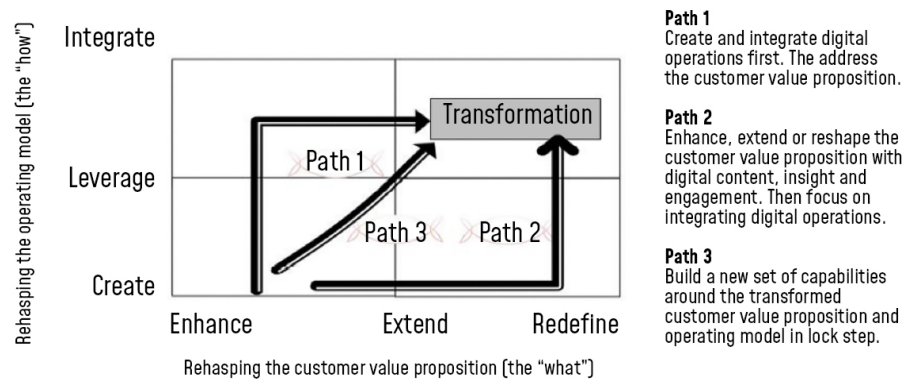 Rehasping the operating model (the “how”)
Integrate
Leverage
Create
Transformation
Path 1
Path 3
Path 2
Enhance
Extend
Redefine
Rehasping the customer value proposition (the “what”)
Path 1
Create and integrate digital
operations first. The address
the customer value proposition.
Path 2
Enhance, extend or reshape the
customer value proposition with
digital content, insight and
engagement. Then focus on
integrating digital operations.
Path 3
Build a new set of capabilities
around the transformed
customer value proposition and
operating model in lock step.